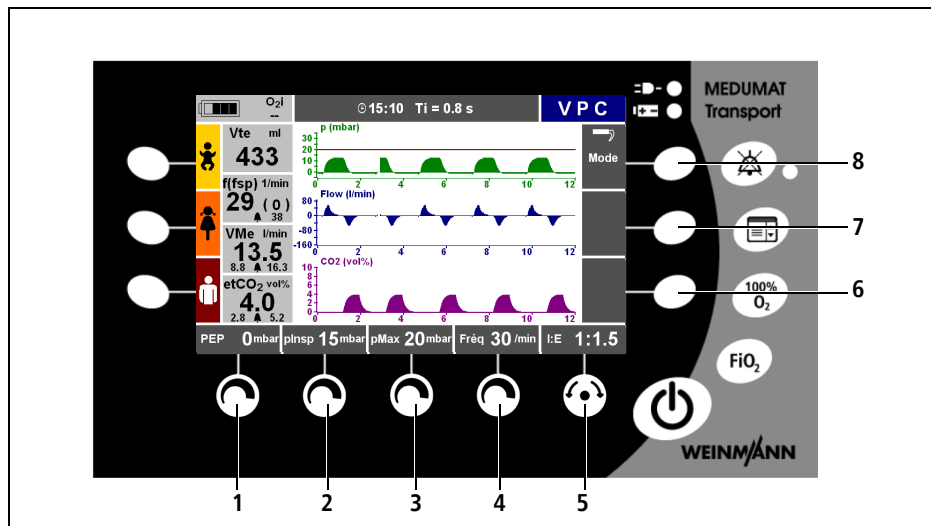 O2i
--
15:10 Ti = 0.8 s
VPC
MEDUMAT
Transport
Vte ml
433
f(fsp) 1/min
29 ( 0 )
38
VMe l/min
13.5
8.8 16.3
etCO2 vol%
4.0
2.8 5.2
p (mbar)
30
20
10
0
0 2 4 6 8 10 12
Flow (l/min)
80
0
-80
-160
0 2 4 6 8 10 12
CO2 (vol%)
10
8
6
4
2
0
0 2 4 6 8 10 12
Mode
8
7
6
100%
O2
FiO2
PEP 0 mbar
pInsp 15 mbar
pMax 20 mbar
Fréq 30 /min
I:E 1:1.5
WEINMANN
1 2 3 4 5